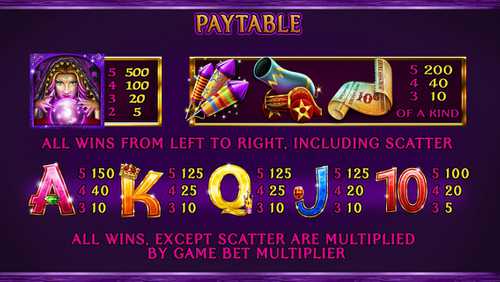 PAYTABLE
5 500
4 100
3 20
2 5
5 200
4 40
3 10
OF A KIND
ALL WINS FROM LEFT TO RIGHT, INCLUDING SCATTER
A 5 150 K 5 125 Q 5 125 J 5 125 10 5 100
4 40 4 25 4 25 4 25 4 20
3 10 3 10 3 10 3 10 3 10
ALL WINS, EXCEPT SCATTER ARE MULTIPLIED
BY GAME BET MULTIPLIER